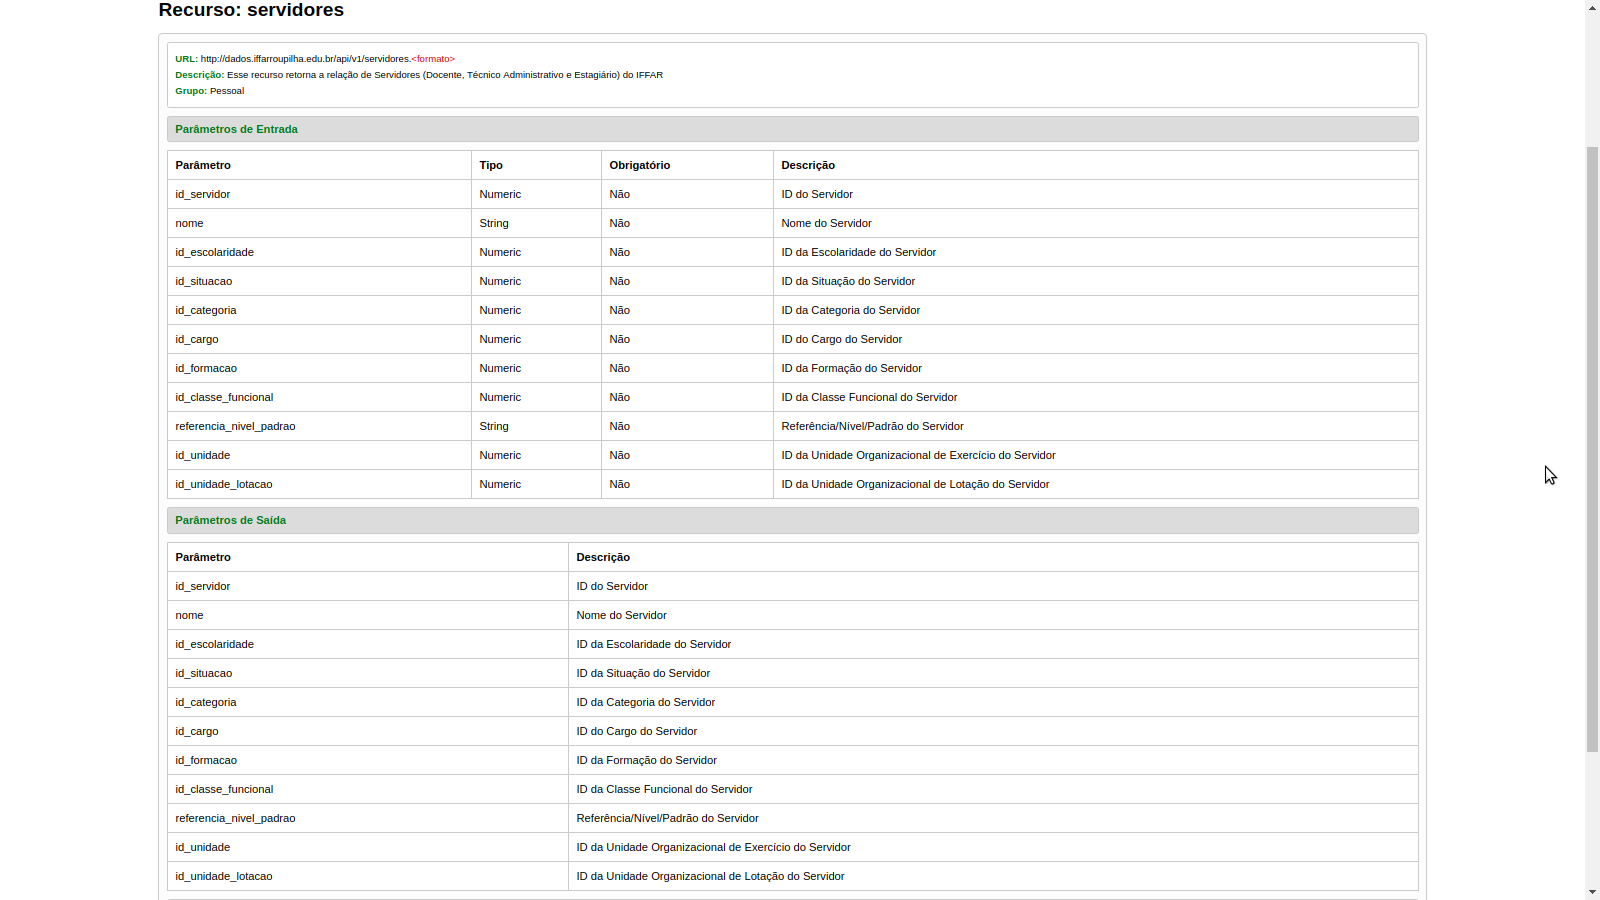 Recurso: servidores
URL: http://dados.iffarroupilha.edu.br/api/v1/servidores.<formato>
Descrição: Esse recurso retorna a relação de Servidores (Docente, Técnico Administrativo e Estagiário) do IFFAR
Grupo: Pessoal
Parâmetros de Entrada
Parâmetro Tipo Obrigatório Descrição
id_servidor Numeric Não ID do Servidor
nome String Não Nome do Servidor
id_escolaridade Numeric Não ID da Escolaridade do Servidor
id_situacao Numeric Não ID da Situação do Servidor
id_categoria Numeric Não ID da Categoria do Servidor
id_cargo Numeric Não ID do Cargo do Servidor
id_formacao Numeric Não ID da Formação do Servidor
id_classe_funcional Numeric Não ID da Classe Funcional do Servidor
referencia_nivel_padrao String Não Referência/Nível/Padrão do Servidor
id_unidade Numeric Não ID da Unidade Organizacional de Exercício do Servidor
id_unidade_lotacao Numeric Não ID da Unidade Organizacional de Lotação do Servidor
Parâmetros de Saída
Parâmetro Descrição
id_servidor ID do Servidor
nome Nome do Servidor
id_escolaridade ID da Escolaridade do Servidor
id_situacao ID da Situação do Servidor
id_categoria ID da Categoria do Servidor
id_cargo ID do Cargo do Servidor
id_formacao ID da Formação do Servidor
id_classe_funcional ID da Classe Funcional do Servidor
referencia_nivel_padrao Referência/Nível/Padrão do Servidor
id_unidade ID da Unidade Organizacional de Exercício do Servidor
id_unidade_lotacao ID da Unidade Organizacional de Lotação do Servidor